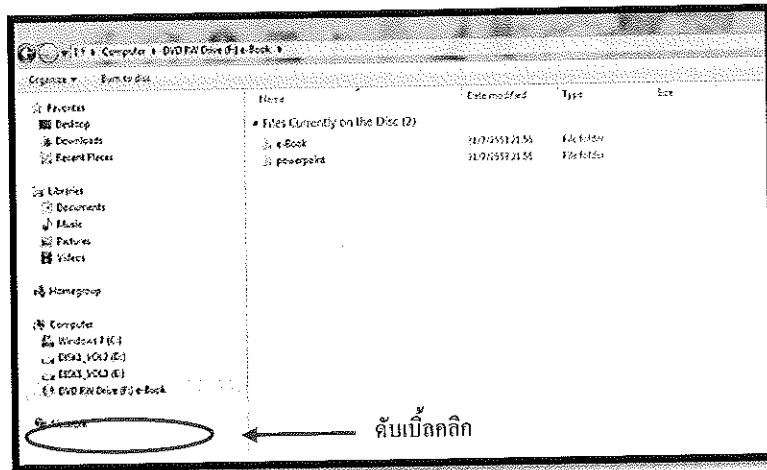 Computer ▸ DVD RW Drive (F:) e-Book ▸
Organize ▾ Burn to disc
Name Date modified Type Size
Favorites
Desktop
Downloads
Recent Places
Files Currently on the Disc (2)
e-Book File folder
powerpoint File folder
Libraries
Documents
Music
Pictures
Videos
Homegroup
Computer
Windows 7 (C:)
DISK1_VOL2 (D:)
DVD RW Drive (F:) e-Book
Network
ดับเบิ้ลคลิก